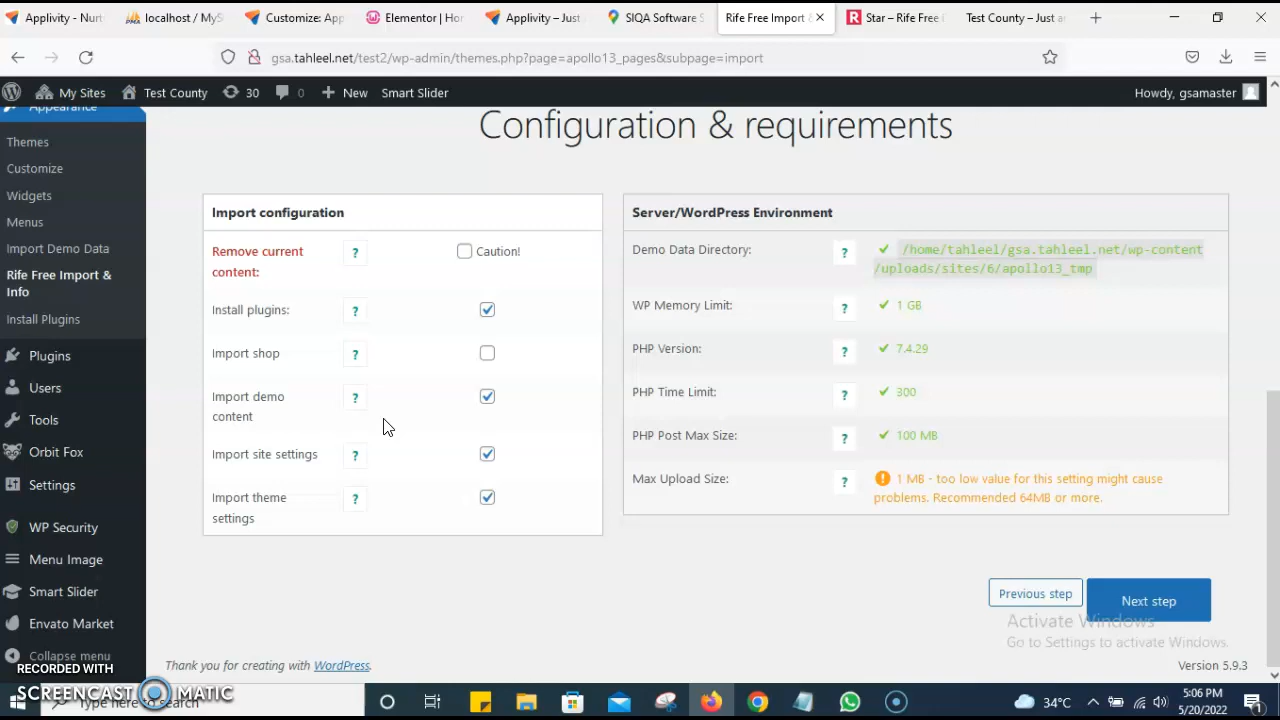 Applivity - Nurt
localhost / MyS
Customize: App
Elementor | Ho
Applivity – Just
SIQA Software S
Rife Free Import &
Star – Rife Free
Test County – Just a
gsa.tahleel.net/test2/wp-admin/themes.php?page=apollo13_pages&subpage=import
My Sites
Test County
30
0
New
Smart Slider
Howdy, gsamaster
Appearance
Themes
Customize
Widgets
Menus
Import Demo Data
Rife Free Import &
Info
Install Plugins
Plugins
Users
Tools
Orbit Fox
Settings
WP Security
Menu Image
Smart Slider
Envato Market
Collapse menu
Configuration & requirements
Import configuration
Remove current
content:
?
Caution!
Install plugins:
?
Import shop
?
Import demo
content
?
Import site settings
?
Import theme
settings
?
Server/WordPress Environment
Demo Data Directory:
?
/home/tahleel/gsa.tahleel.net/wp-content
/uploads/sites/6/apollo13_tmp
WP Memory Limit:
?
1 GB
PHP Version:
?
7.4.29
PHP Time Limit:
?
300
PHP Post Max Size:
?
100 MB
Max Upload Size:
?
1 MB - too low value for this setting might cause
problems. Recommended 64MB or more.
Previous step
Next step
Activate Windows
Go to Settings to activate Windows.
Thank you for creating with WordPress.
Version 5.9.3
RECORDED WITH
SCREENCAST MATIC
Type here to search
34°C
5:06 PM
5/20/2022
1